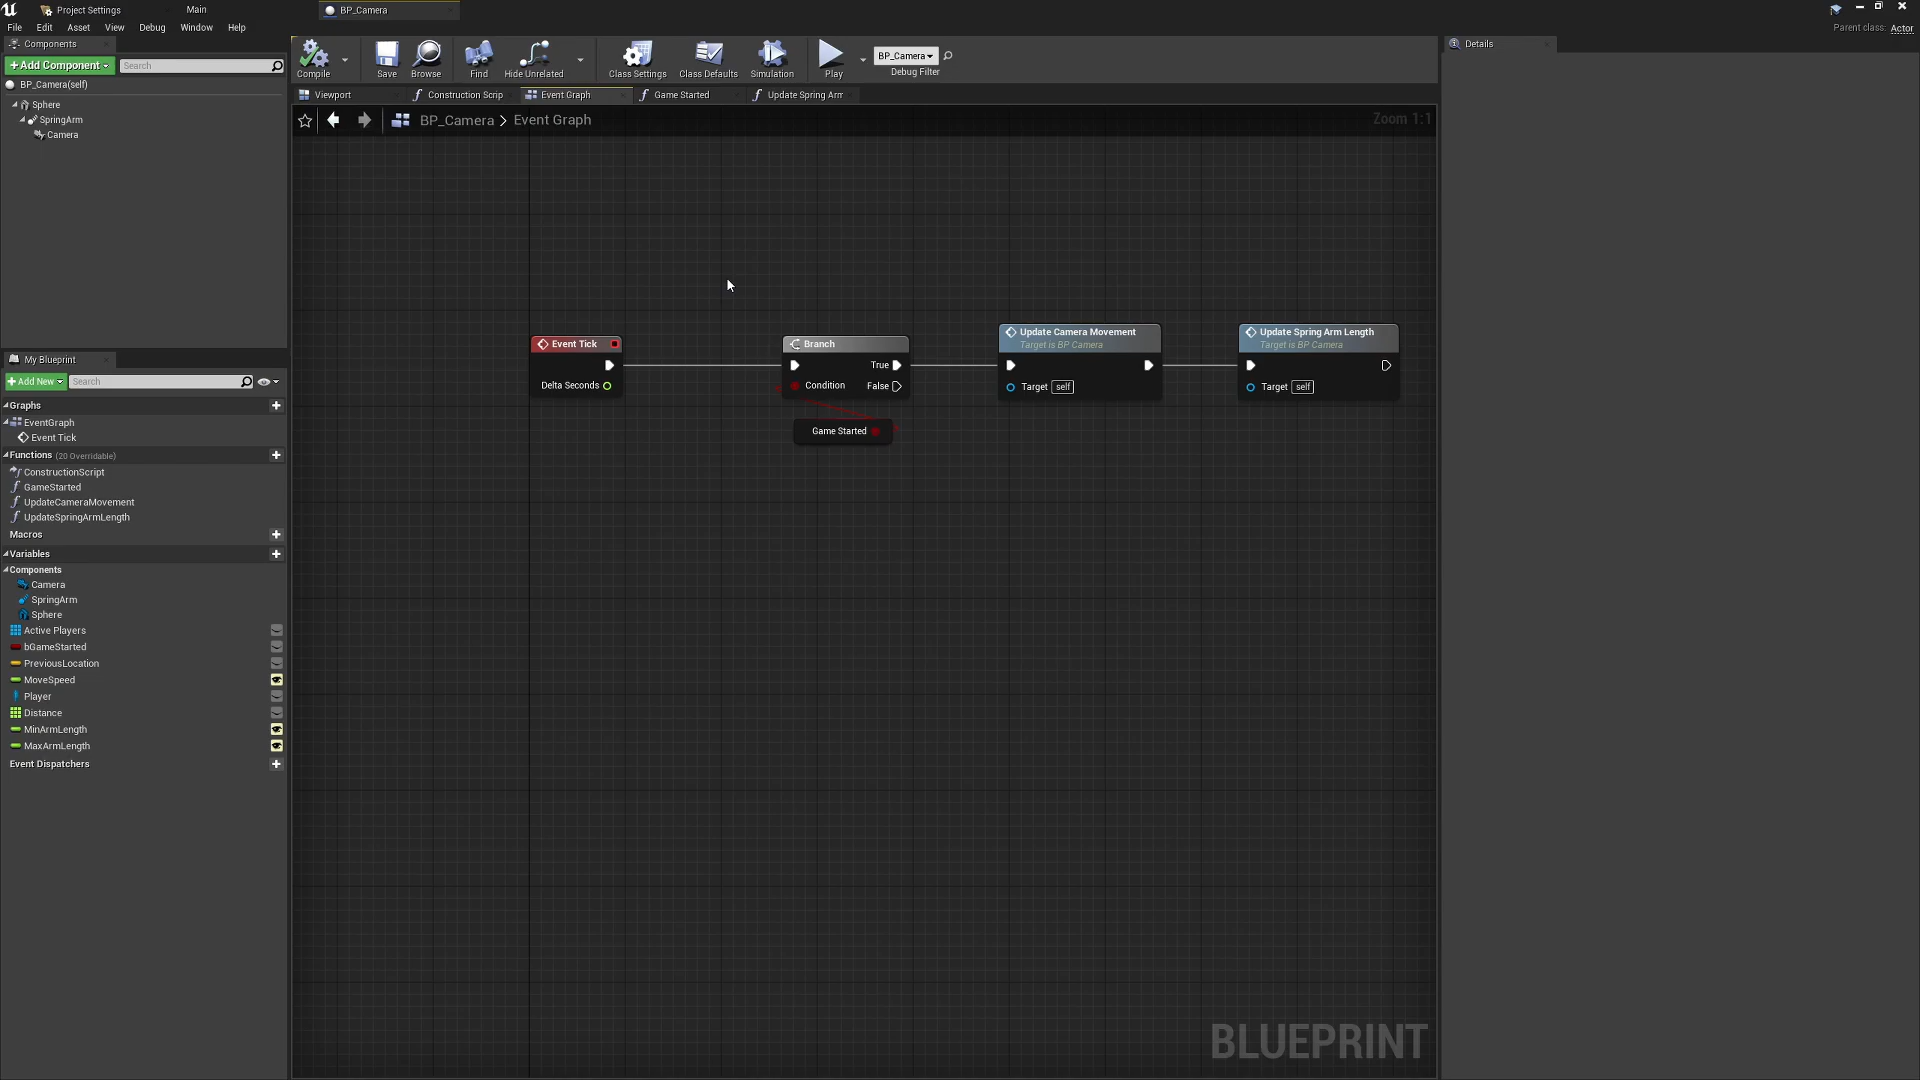 Project Settings
Main
BP_Camera
File Edit Asset View Debug Window Help
Parent class: Actor
Components
Details
+Add Component
Search
Compile
Save
Browse
Find
Hide Unrelated
Class Settings
Class Defaults
Simulation
Play
BP_Camera
Debug Filter
BP_Camera(self)
Viewport
Construction Scrip
Event Graph
Game Started
Update Spring Arm
Sphere
SpringArm
Camera
BP_Camera > Event Graph
Zoom 1:1
Event Tick
Delta Seconds
Branch
True
Condition
False
Game Started
Update Camera Movement
Target is BP Camera
Target self
Update Spring Arm Length
Target is BP Camera
Target self
My Blueprint
+Add New
Search
Graphs
EventGraph
Event Tick
Functions (20 Overridable)
ConstructionScript
GameStarted
UpdateCameraMovement
UpdateSpringArmLength
Macros
Variables
Components
Camera
SpringArm
Sphere
Active Players
bGameStarted
PreviousLocation
MoveSpeed
Player
Distance
MinArmLength
MaxArmLength
Event Dispatchers
BLUEPRINT